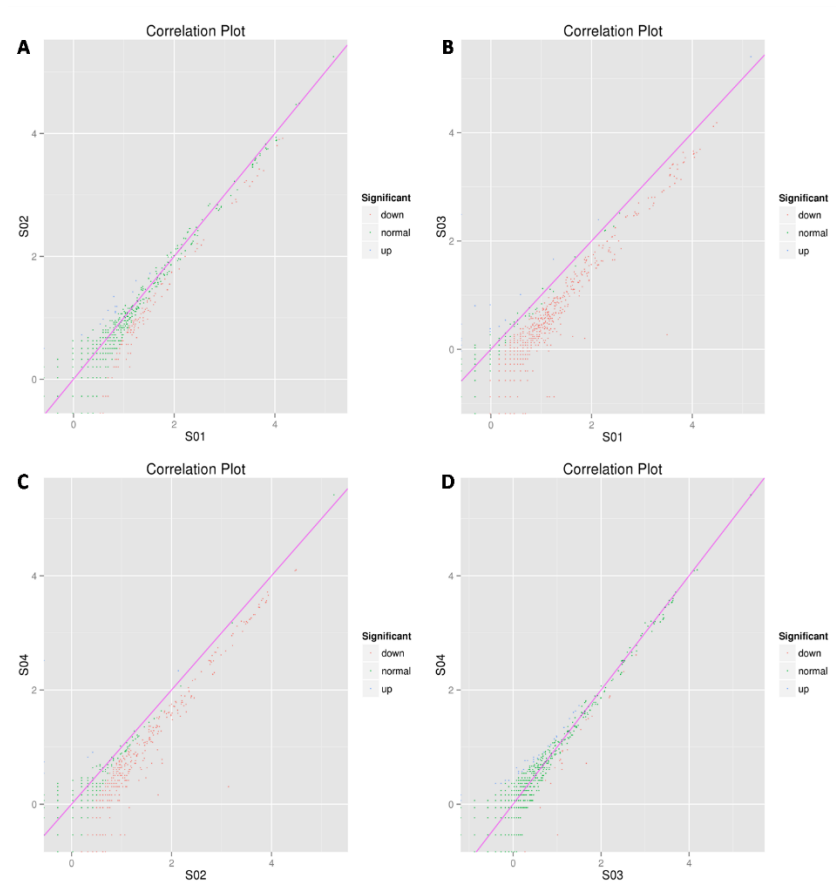 A
Correlation Plot
4
2
0
0 2 4
S02
S01
Significant
down
normal
up
B
Correlation Plot
4
2
0
0 2 4
S03
S01
Significant
down
normal
up
C
Correlation Plot
4
2
0
0 2 4
S04
S02
Significant
down
normal
up
D
Correlation Plot
4
2
0
0 2 4
S04
S03
Significant
down
normal
up